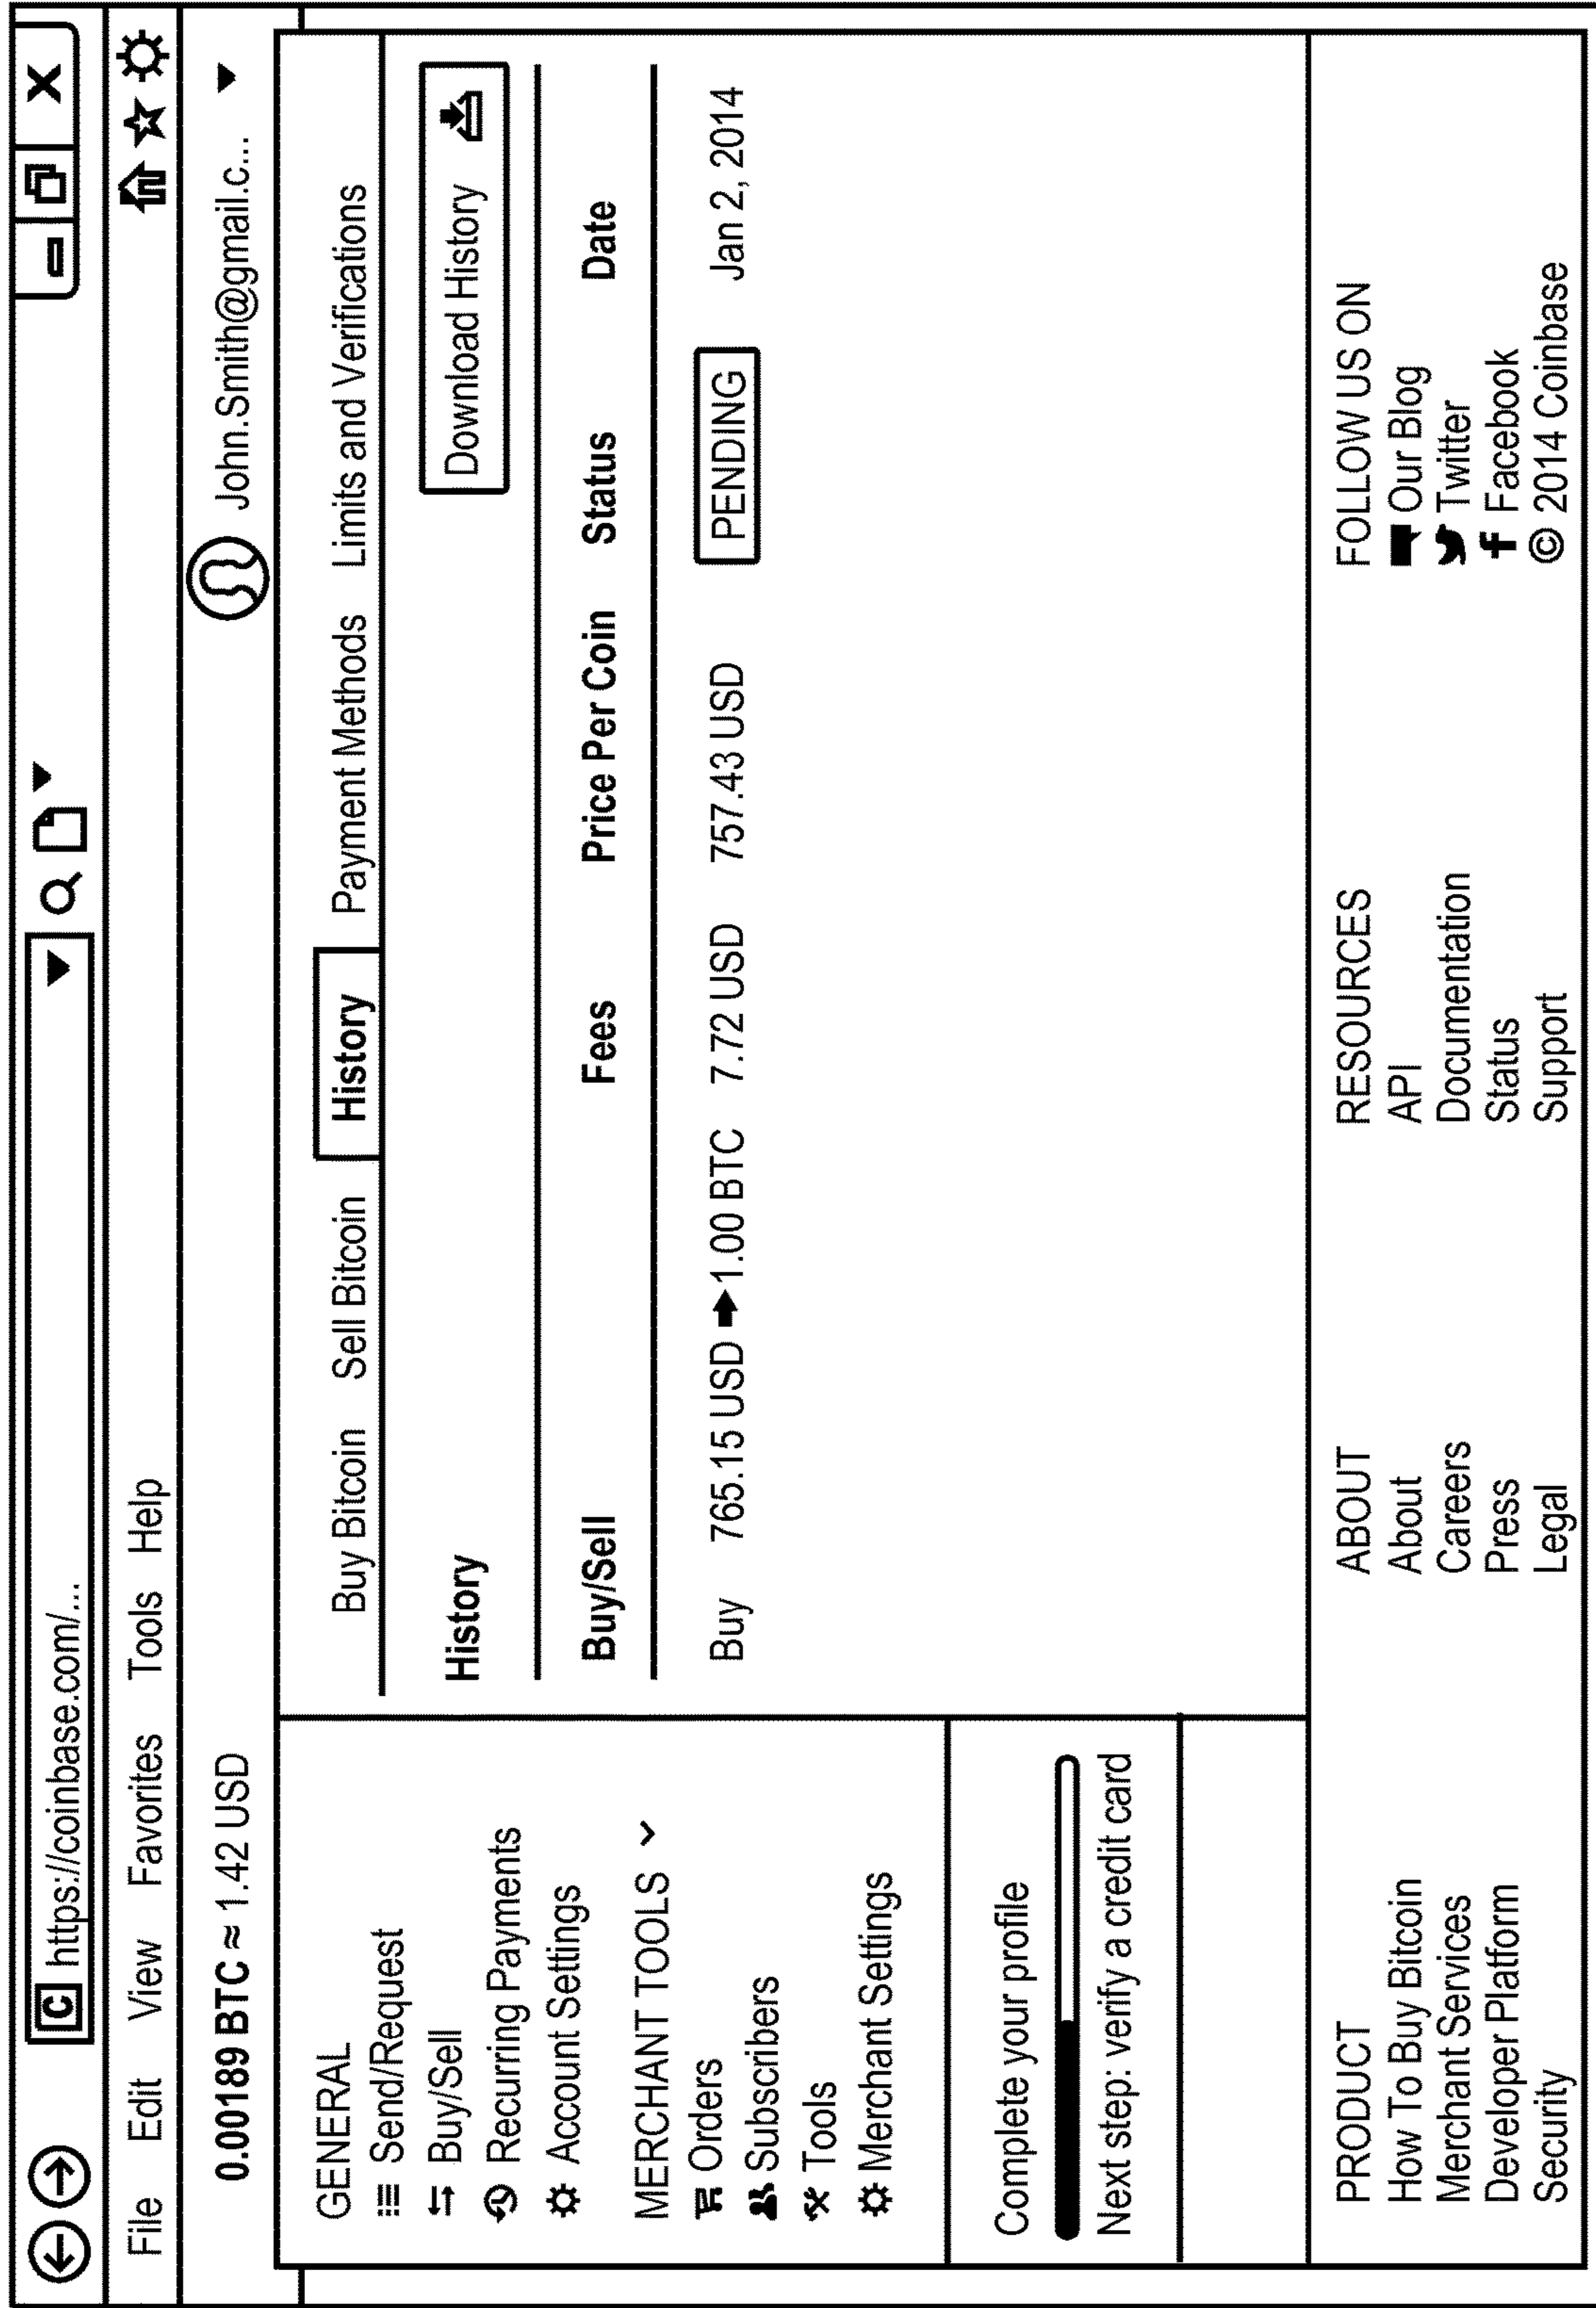 C https://coinbase.com/...
X
File Edit View Favorites Tools Help
0.00189 BTC ≈ 1.42 USD
John.Smith@gmail.c...
GENERAL
Send/Request
Buy/Sell
Recurring Payments
Account Settings
MERCHANT TOOLS
Orders
Subscribers
Tools
Merchant Settings
Complete your profile
Next step: verify a credit card
Buy Bitcoin Sell Bitcoin History Payment Methods Limits and Verifications
History Download History
Buy/Sell Fees Price Per Coin Status Date
Buy 765.15 USD ➡ 1.00 BTC 7.72 USD 757.43 USD PENDING Jan 2, 2014
PRODUCT
How To Buy Bitcoin
Merchant Services
Developer Platform
Security
ABOUT
About
Careers
Press
Legal
RESOURCES
API
Documentation
Status
Support
FOLLOW US ON
Our Blog
Twitter
f Facebook
© 2014 Coinbase